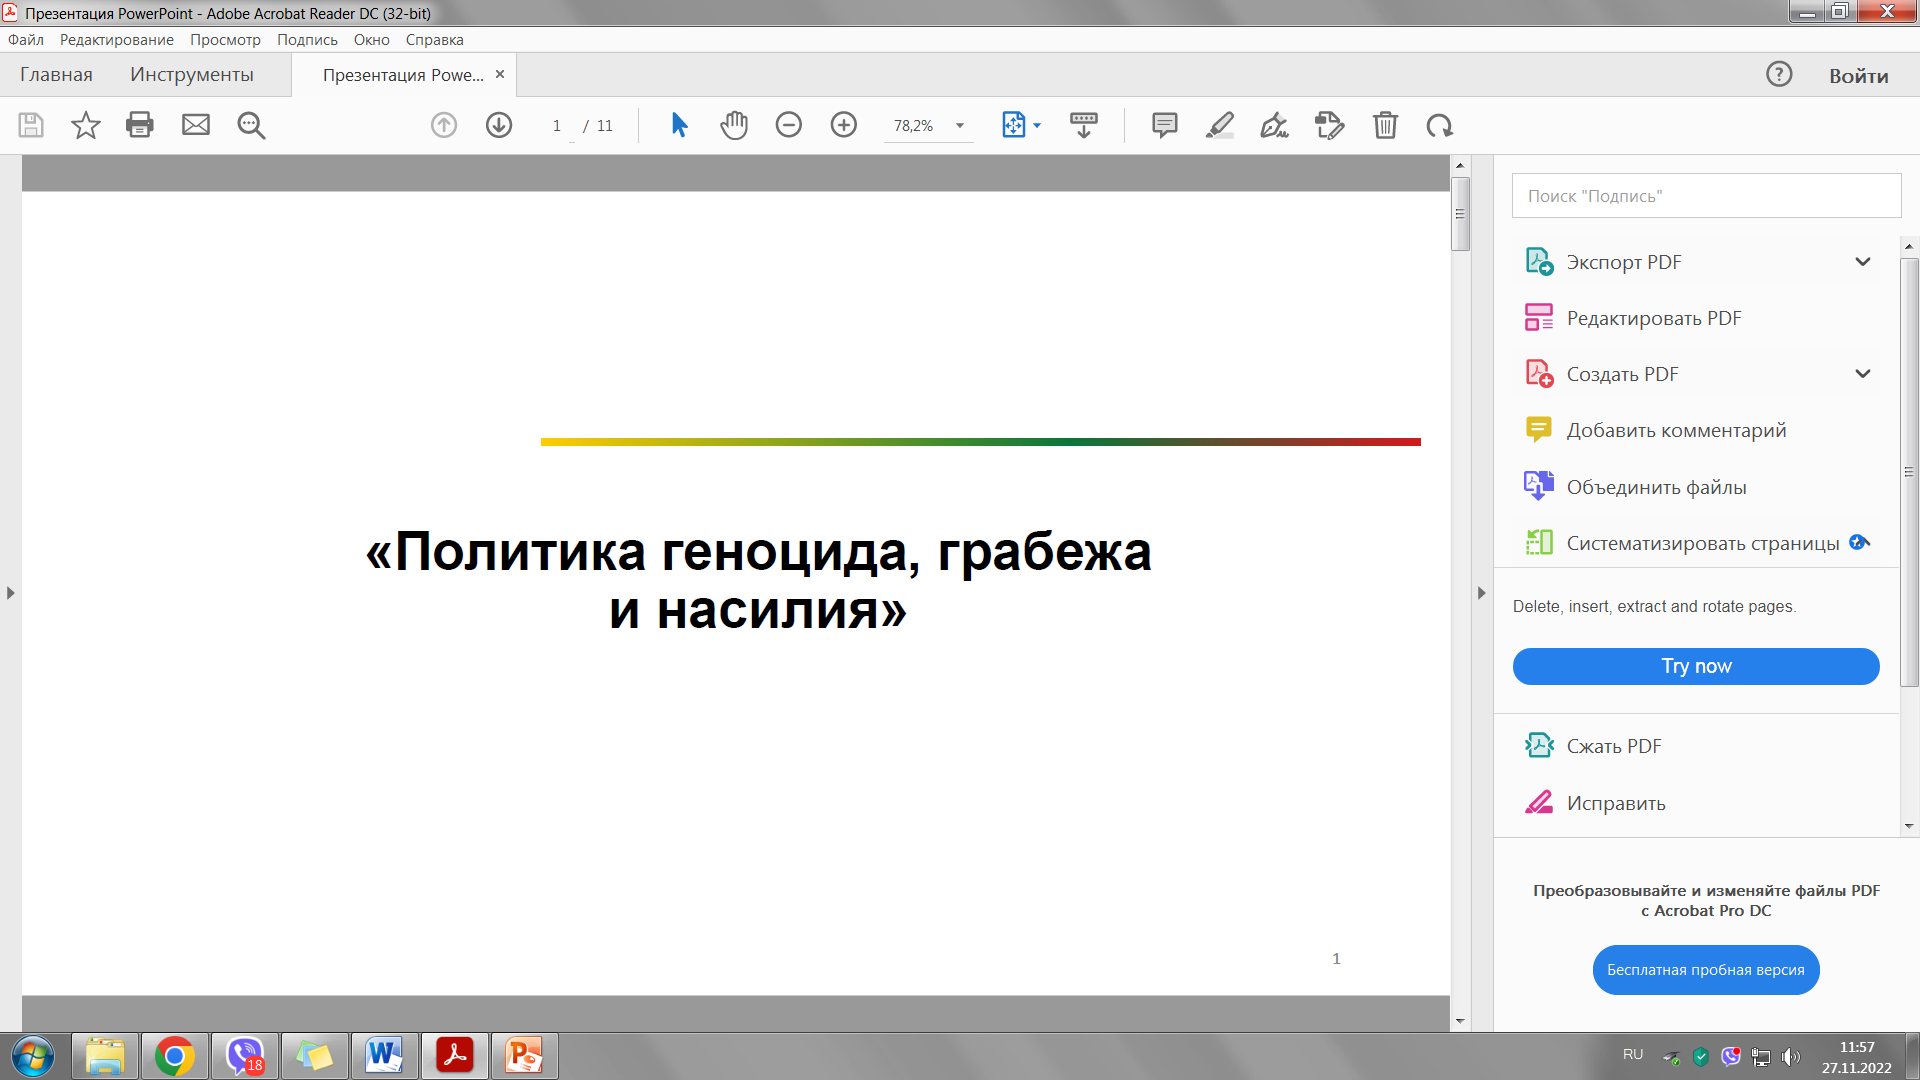 Презентация PowerPoint - Adobe Acrobat Reader DC (32-bit)
Файл Редактирование Просмотр Подпись Окно Справка
Главная Инструменты Презентация Powe... Войти
1 / 11 78,2%
Поиск "Подпись"
Экспорт PDF
Редактировать PDF
Создать PDF
Добавить комментарий
Объединить файлы
Систематизировать страницы
Delete, insert, extract and rotate pages.
Try now
Сжать PDF
Исправить
Преобразовывайте и изменяйте файлы PDF
с Acrobat Pro DC
Бесплатная пробная версия
«Политика геноцида, грабежа
и насилия»
1
18
RU
11:57
27.11.2022